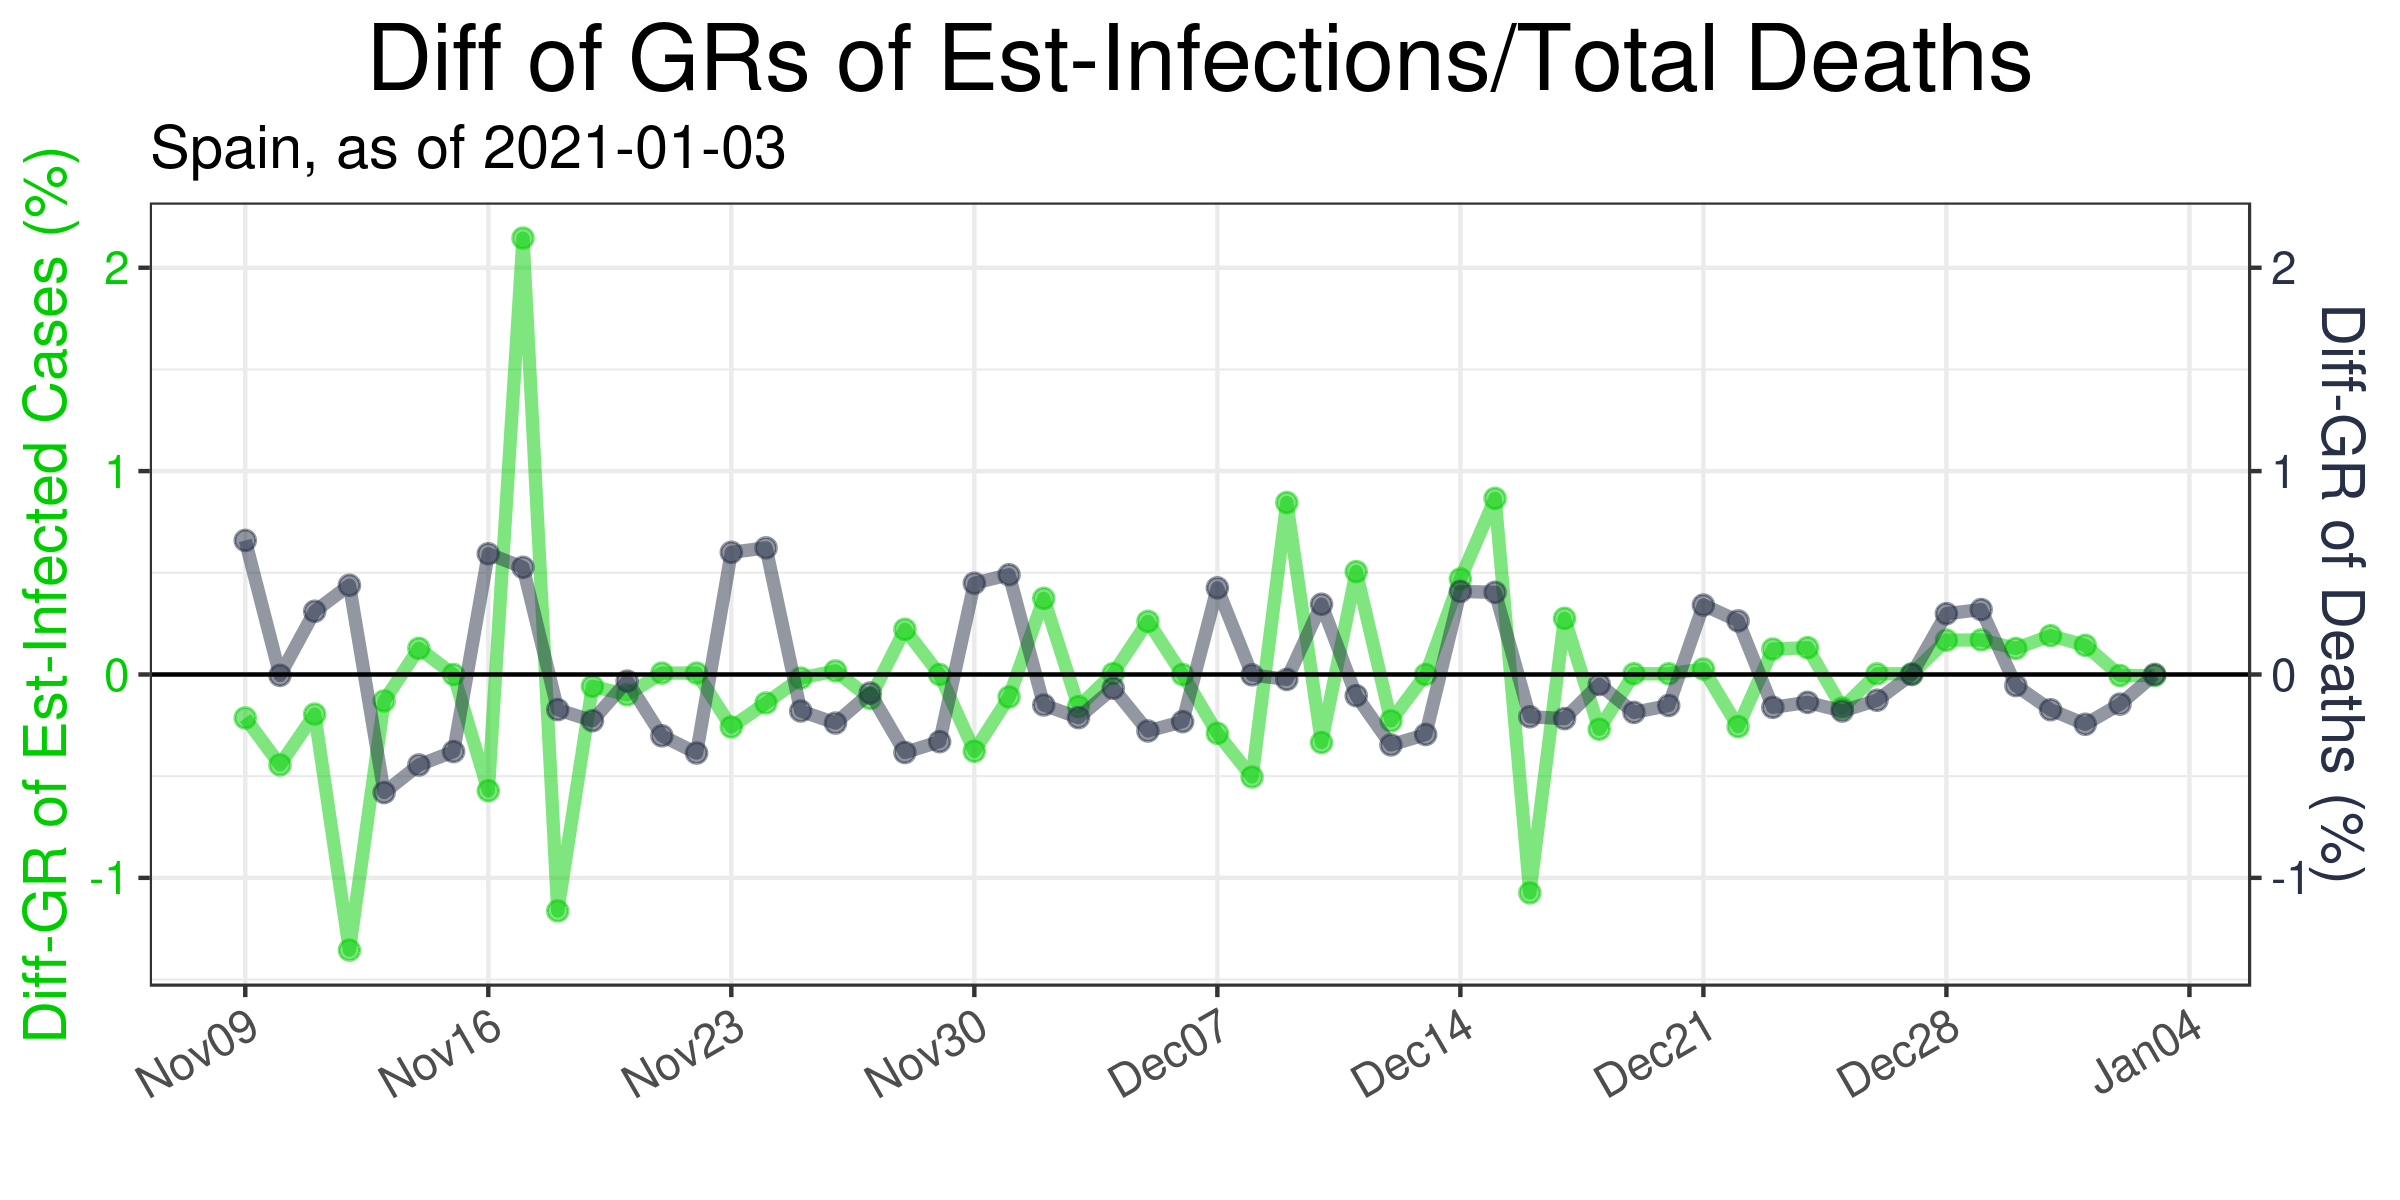 Diff of GRs of Est-Infections/Total Deaths
Spain, as of 2021-01-03
Diff-GR of Est-Infected Cases (%)
2
1
0
-1
2
1
0
-1
Diff-GR of Deaths (%)
Nov09
Nov16
Nov23
Nov30
Dec07
Dec14
Dec21
Dec28
Jan04